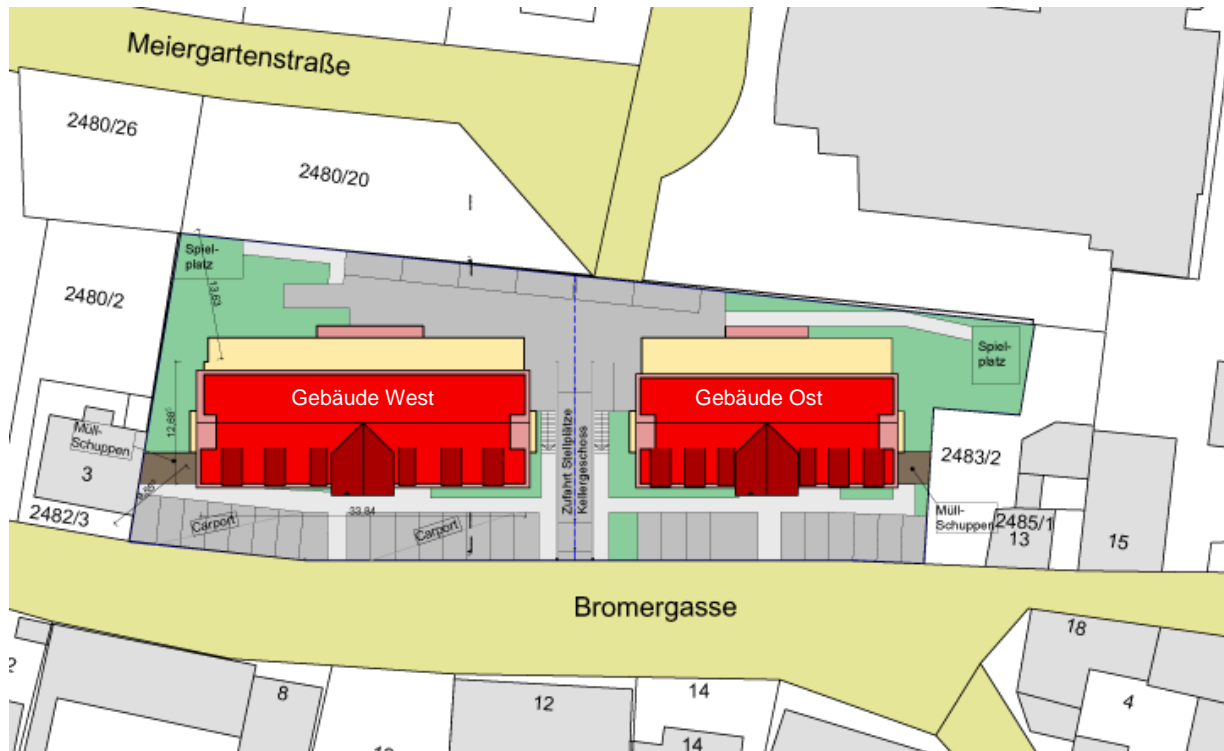 Meiergartenstraße
2480/26
2480/20
Spiel-
platz
13,63
2480/2
Spiel-
platz
Gebäude West
Gebäude Ost
12,68
Müll-
Schuppen
3
2483/2
Zufahrt Stellplätze
Kellergeschoss
2482/3
Carport
33,84
Carport
Müll-
Schuppen
2485/1
13
15
Bromergasse
18
8
12
14
4
14